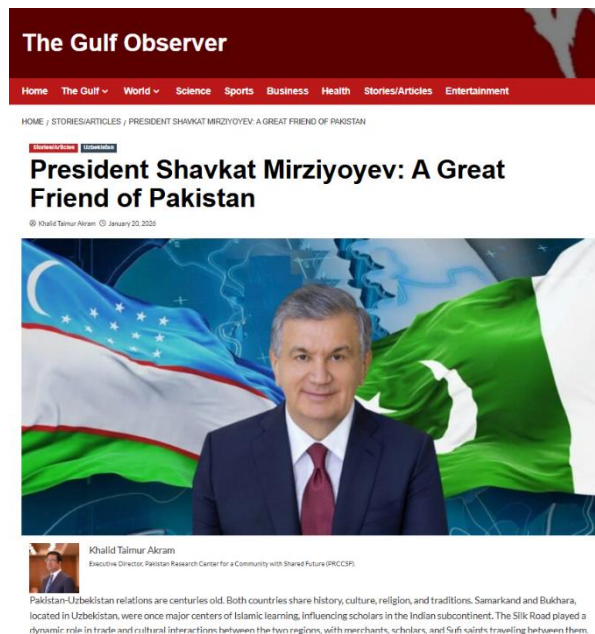 The Gulf Observer
Home The Gulf World Science Sports Business Health Stories/Articles Entertainment
HOME / STORIES/ARTICLES / PRESIDENT SHAVKAT MIRZIYOYEV: A GREAT FRIEND OF PAKISTAN
Stories/Articles Uzbekistan
President Shavkat Mirziyoyev: A Great
Friend of Pakistan
Khalid Taimur Akram January 20, 2026
Khalid Taimur Akram
Executive Director, Pakistan Research Center for a Community with Shared Future (PRCCSF).
Pakistan-Uzbekistan relations are centuries old. Both countries share history, culture, religion, and traditions. Samarkand and Bukhara,
located in Uzbekistan, were once major centers of Islamic learning, influencing scholars in the Indian subcontinent. The Silk Road played a
dynamic role in trade and cultural interactions between the two regions, with merchants, scholars, and Sufi saints traveling between them.